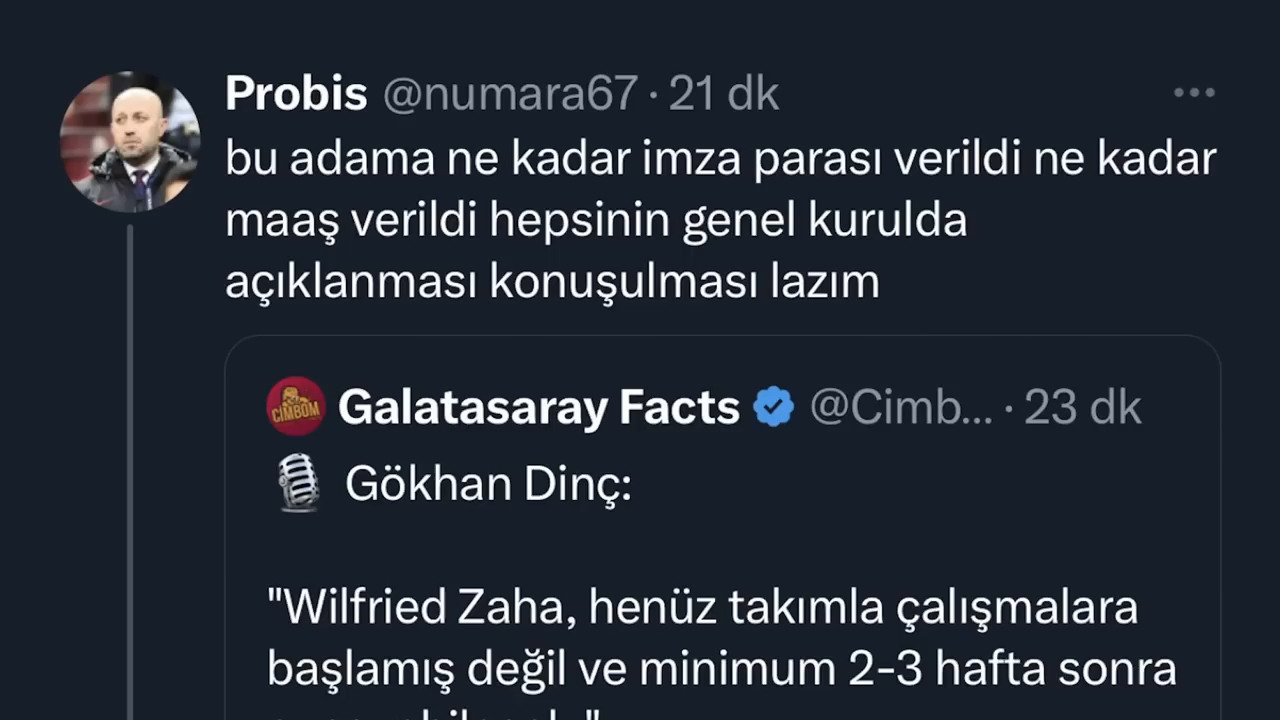 Probis @numara67 · 21 dk
bu adama ne kadar imza parası verildi ne kadar
maaş verildi hepsinin genel kurulda
açıklanması konuşulması lazım
CİMBOM
Galatasaray Facts @Cimb... · 23 dk
Gökhan Dinç:
"Wilfried Zaha, henüz takımla çalışmalara
başlamış değil ve minimum 2-3 hafta sonra